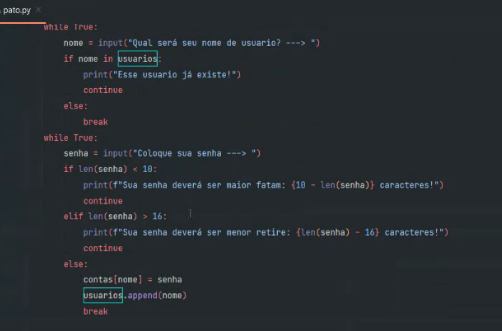 pato.py
while True:
nome = input("Qual será seu nome de usuario? ---> ")
if nome in usuarios:
print("Esse usuario já existe!")
continue
else:
break
while True:
senha = input("Coloque sua senha ---> ")
if len(senha) < 10:
print(f"Sua senha deverá ser maior fatam: {10 - len(senha)} caracteres!")
continue
elif len(senha) > 16:
print(f"Sua senha deverá ser menor retire: {len(senha) - 16} caracteres!")
continue
else:
contas[nome] = senha
usuarios.append(nome)
break